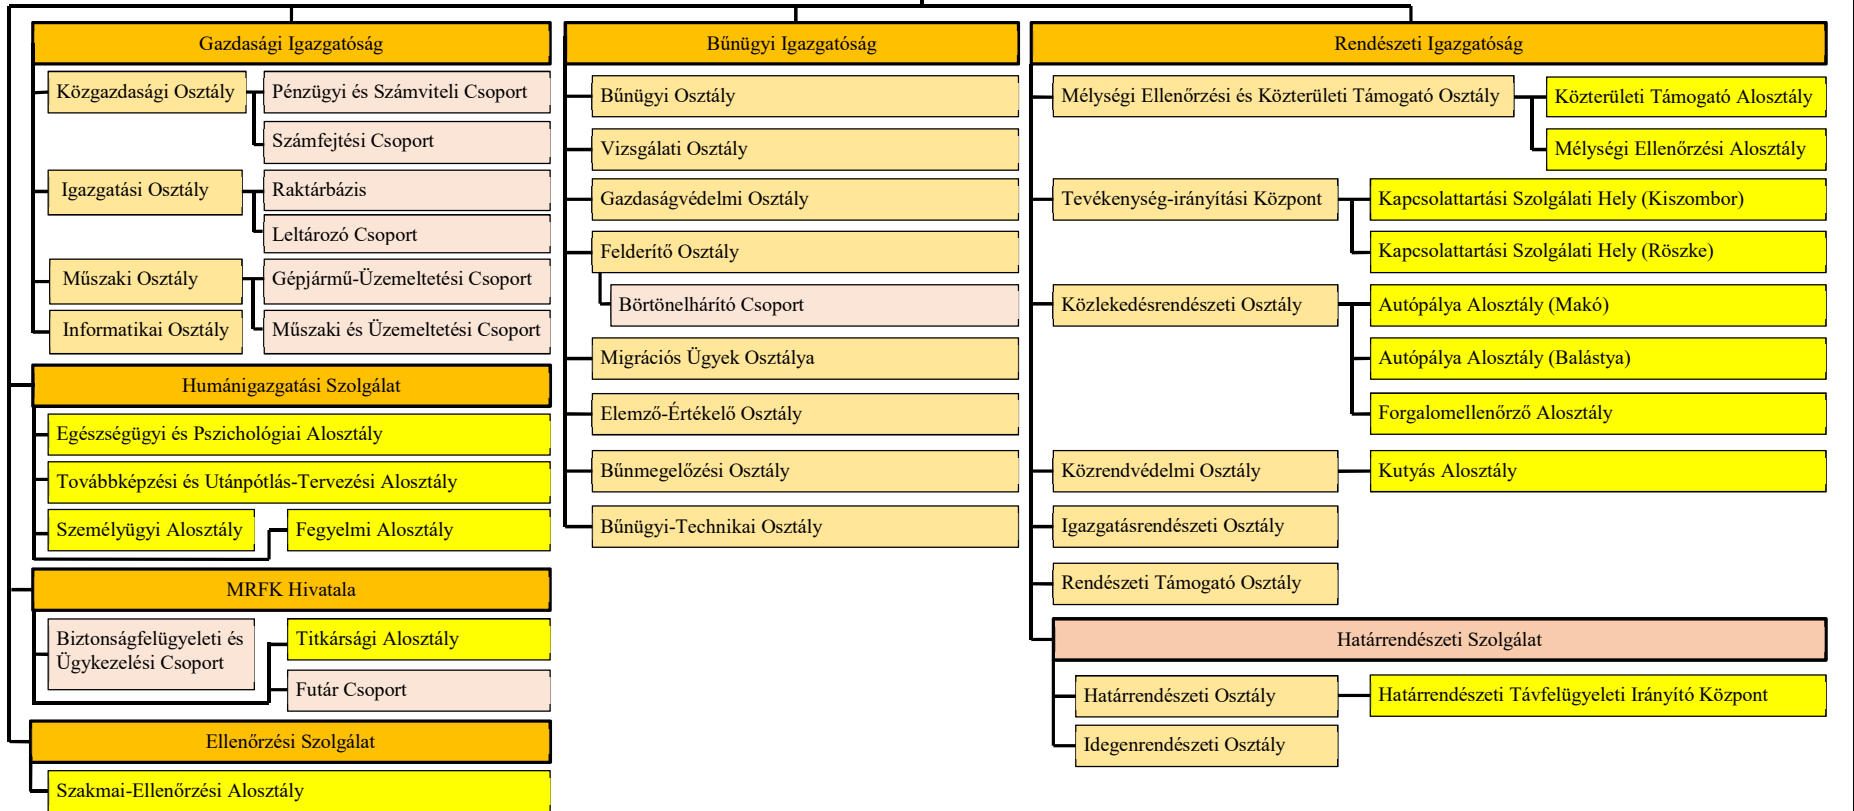 Gazdasági Igazgatóság
Közgazdasági Osztály
Pénzügyi és Számviteli Csoport
Számfejtési Csoport
Igazgatási Osztály
Raktárbázis
Leltározó Csoport
Műszaki Osztály
Gépjármű-Üzemeltetési Csoport
Műszaki és Üzemeltetési Csoport
Informatikai Osztály
Humánigazgatási Szolgálat
Egészségügyi és Pszichológiai Alosztály
Továbbképzési és Utánpótlás-Tervezési Alosztály
Személyügyi Alosztály
Fegyelmi Alosztály
MRFK Hivatala
Biztonságfelügyeleti és
Ügykezelési Csoport
Titkársági Alosztály
Futár Csoport
Ellenőrzési Szolgálat
Szakmai-Ellenőrzési Alosztály
Bűnügyi Igazgatóság
Bűnügyi Osztály
Vizsgálati Osztály
Gazdaságvédelmi Osztály
Felderítő Osztály
Börtönelhárító Csoport
Migrációs Ügyek Osztálya
Elemző-Értékelő Osztály
Bűnmegelőzési Osztály
Bűnügyi-Technikai Osztály
Rendészeti Igazgatóság
Mélységi Ellenőrzési és Közterületi Támogató Osztály
Közterületi Támogató Alosztály
Mélységi Ellenőrzési Alosztály
Tevékenység-irányítási Központ
Kapcsolattartási Szolgálati Hely (Kiszombor)
Kapcsolattartási Szolgálati Hely (Röszke)
Közlekedésrendészeti Osztály
Autópálya Alosztály (Makó)
Autópálya Alosztály (Balástya)
Forgalomellenőrző Alosztály
Közrendvédelmi Osztály
Kutyás Alosztály
Igazgatásrendészeti Osztály
Rendészeti Támogató Osztály
Határrendészeti Szolgálat
Határrendészeti Osztály
Határrendészeti Távfelügyeleti Irányító Központ
Idegenrendészeti Osztály